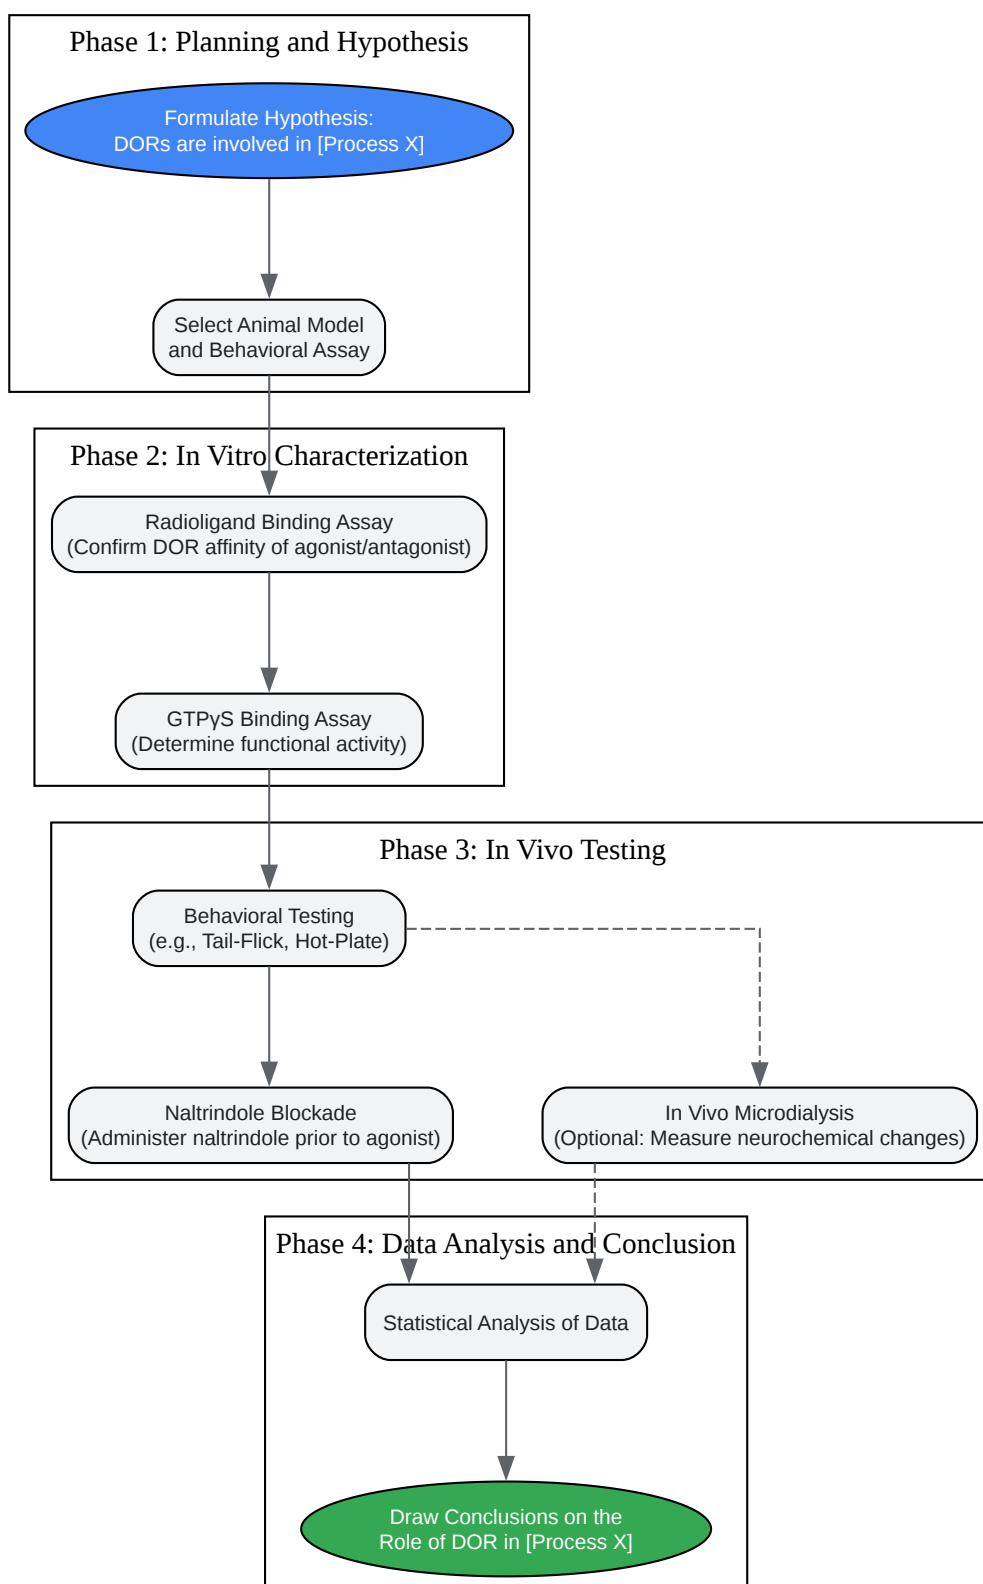 Phase 1: Planning and Hypothesis
Formulate Hypothesis:
DORs are involved in [Process X]
Select Animal Model
and Behavioral Assay
Phase 2: In Vitro Characterization
Radioligand Binding Assay
(Confirm DOR affinity of agonist/antagonist)
GTPγS Binding Assay
(Determine functional activity)
Phase 3: In Vivo Testing
Behavioral Testing
(e.g., Tail-Flick, Hot-Plate)
Naltrindole Blockade
(Administer naltrindole prior to agonist)
In Vivo Microdialysis
(Optional: Measure neurochemical changes)
Phase 4: Data Analysis and Conclusion
Statistical Analysis of Data
Draw Conclusions on the
Role of DOR in [Process X]